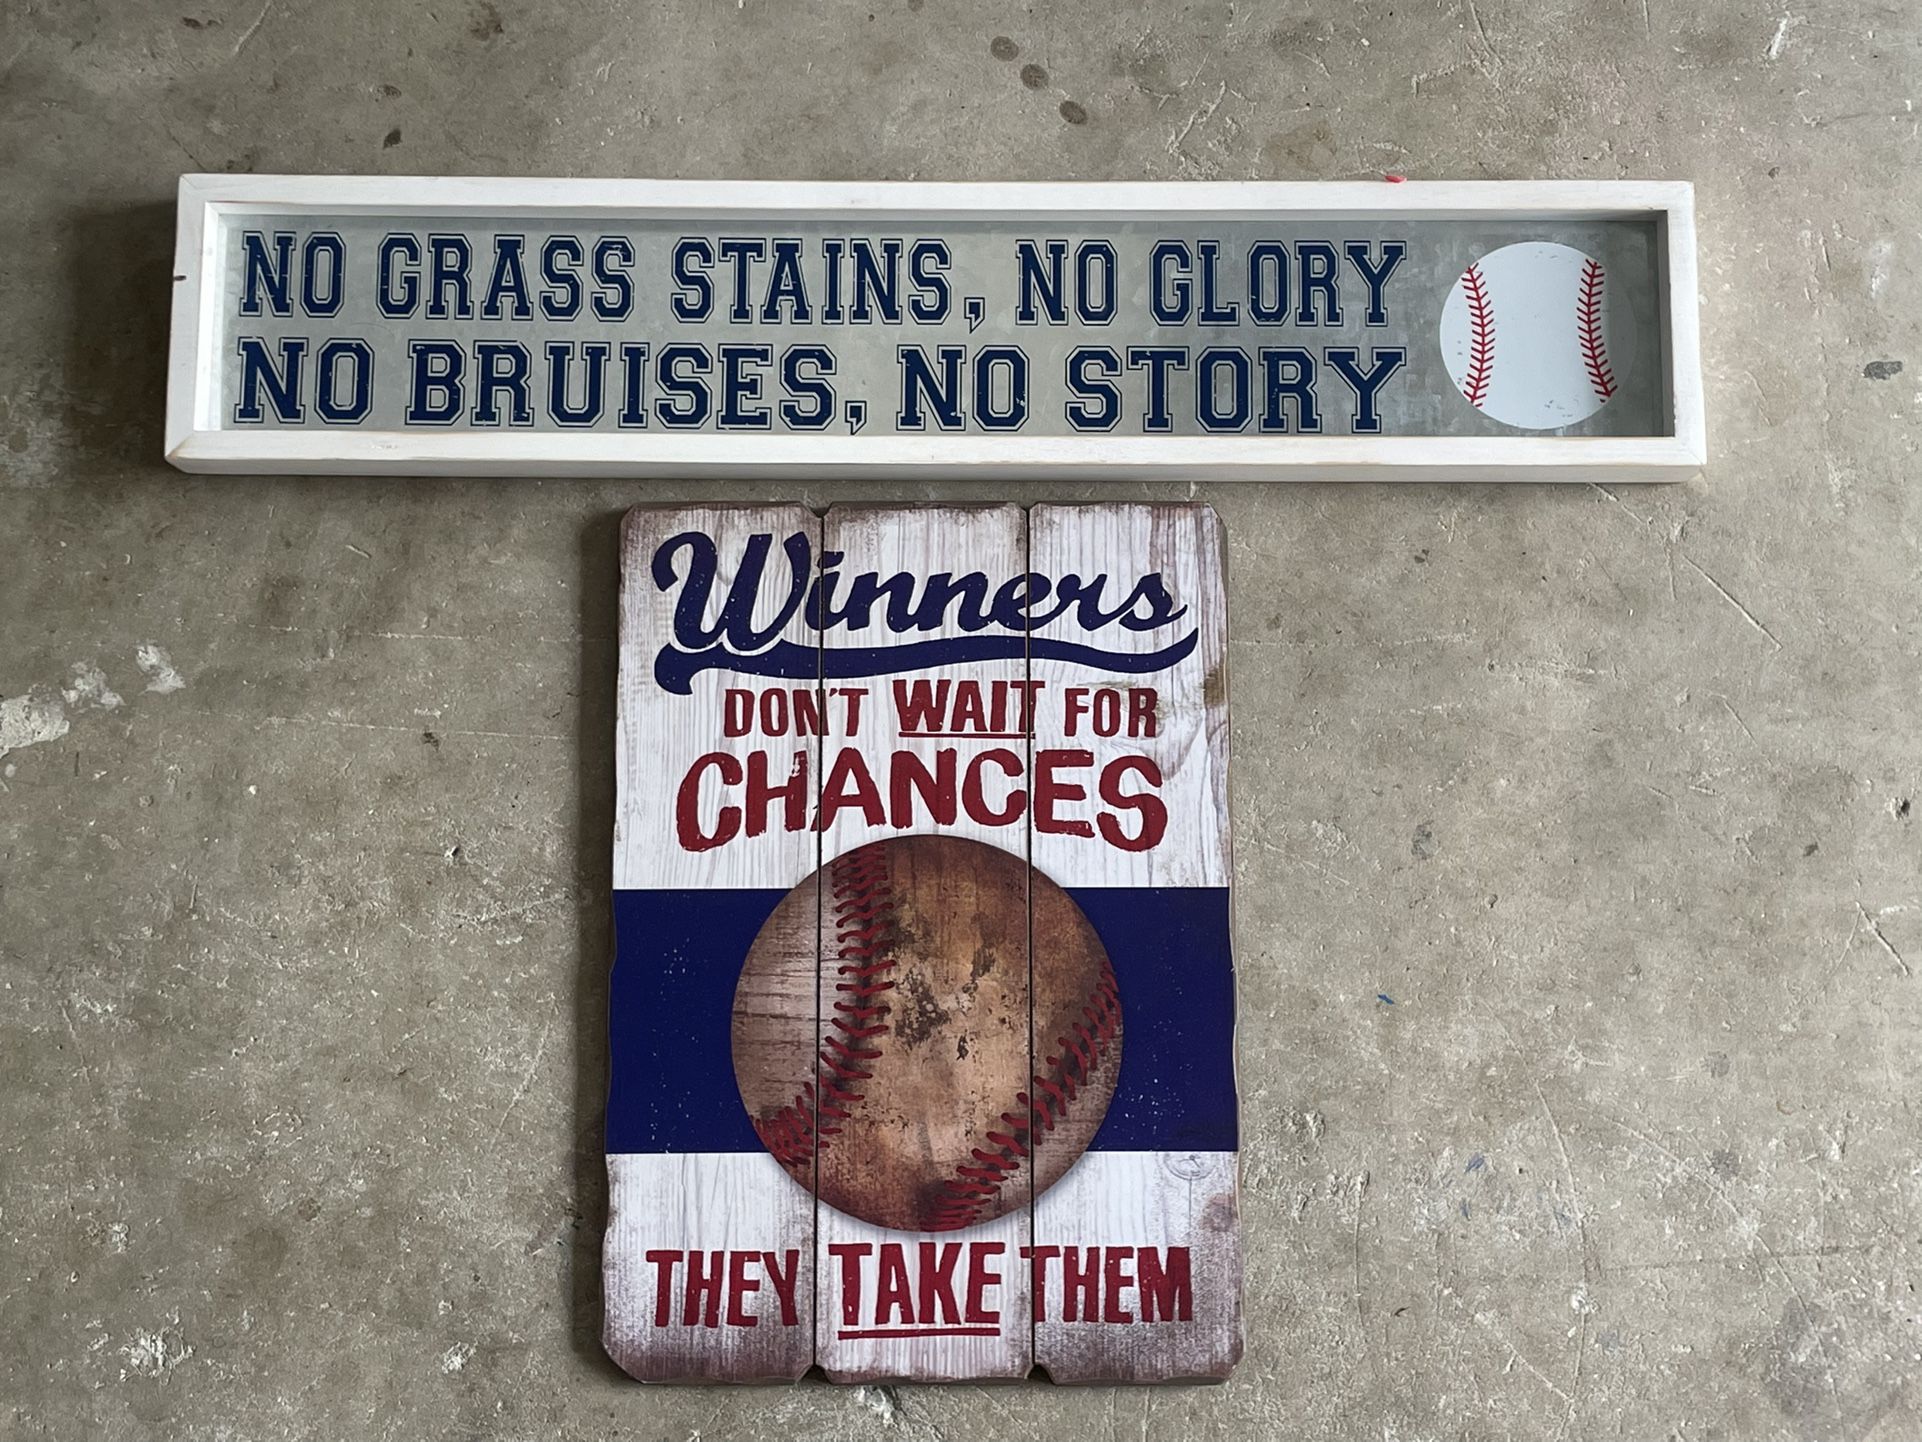 NO GRASS STAINS, NO GLORY
NO BRUISES, NO STORY
Winners
DON'T WAIT FOR
CHANCES
THEY TAKE THEM